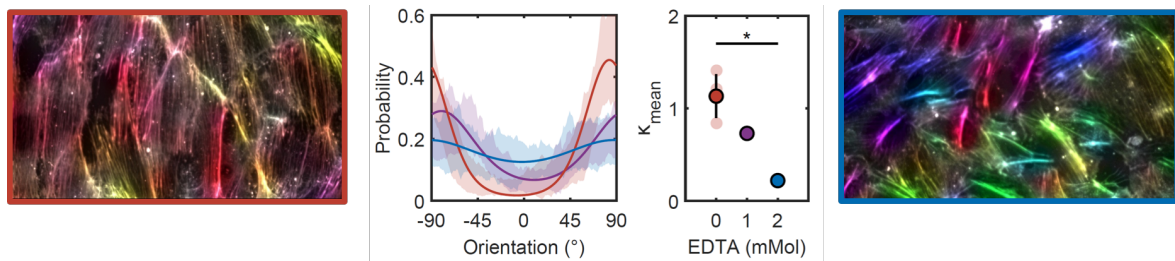 0.6
0.4
0.2
0
Probability
-90 -45 0 45 90
Orientation (°)
2
1
0
κmean
*
0 1 2
EDTA (mMol)